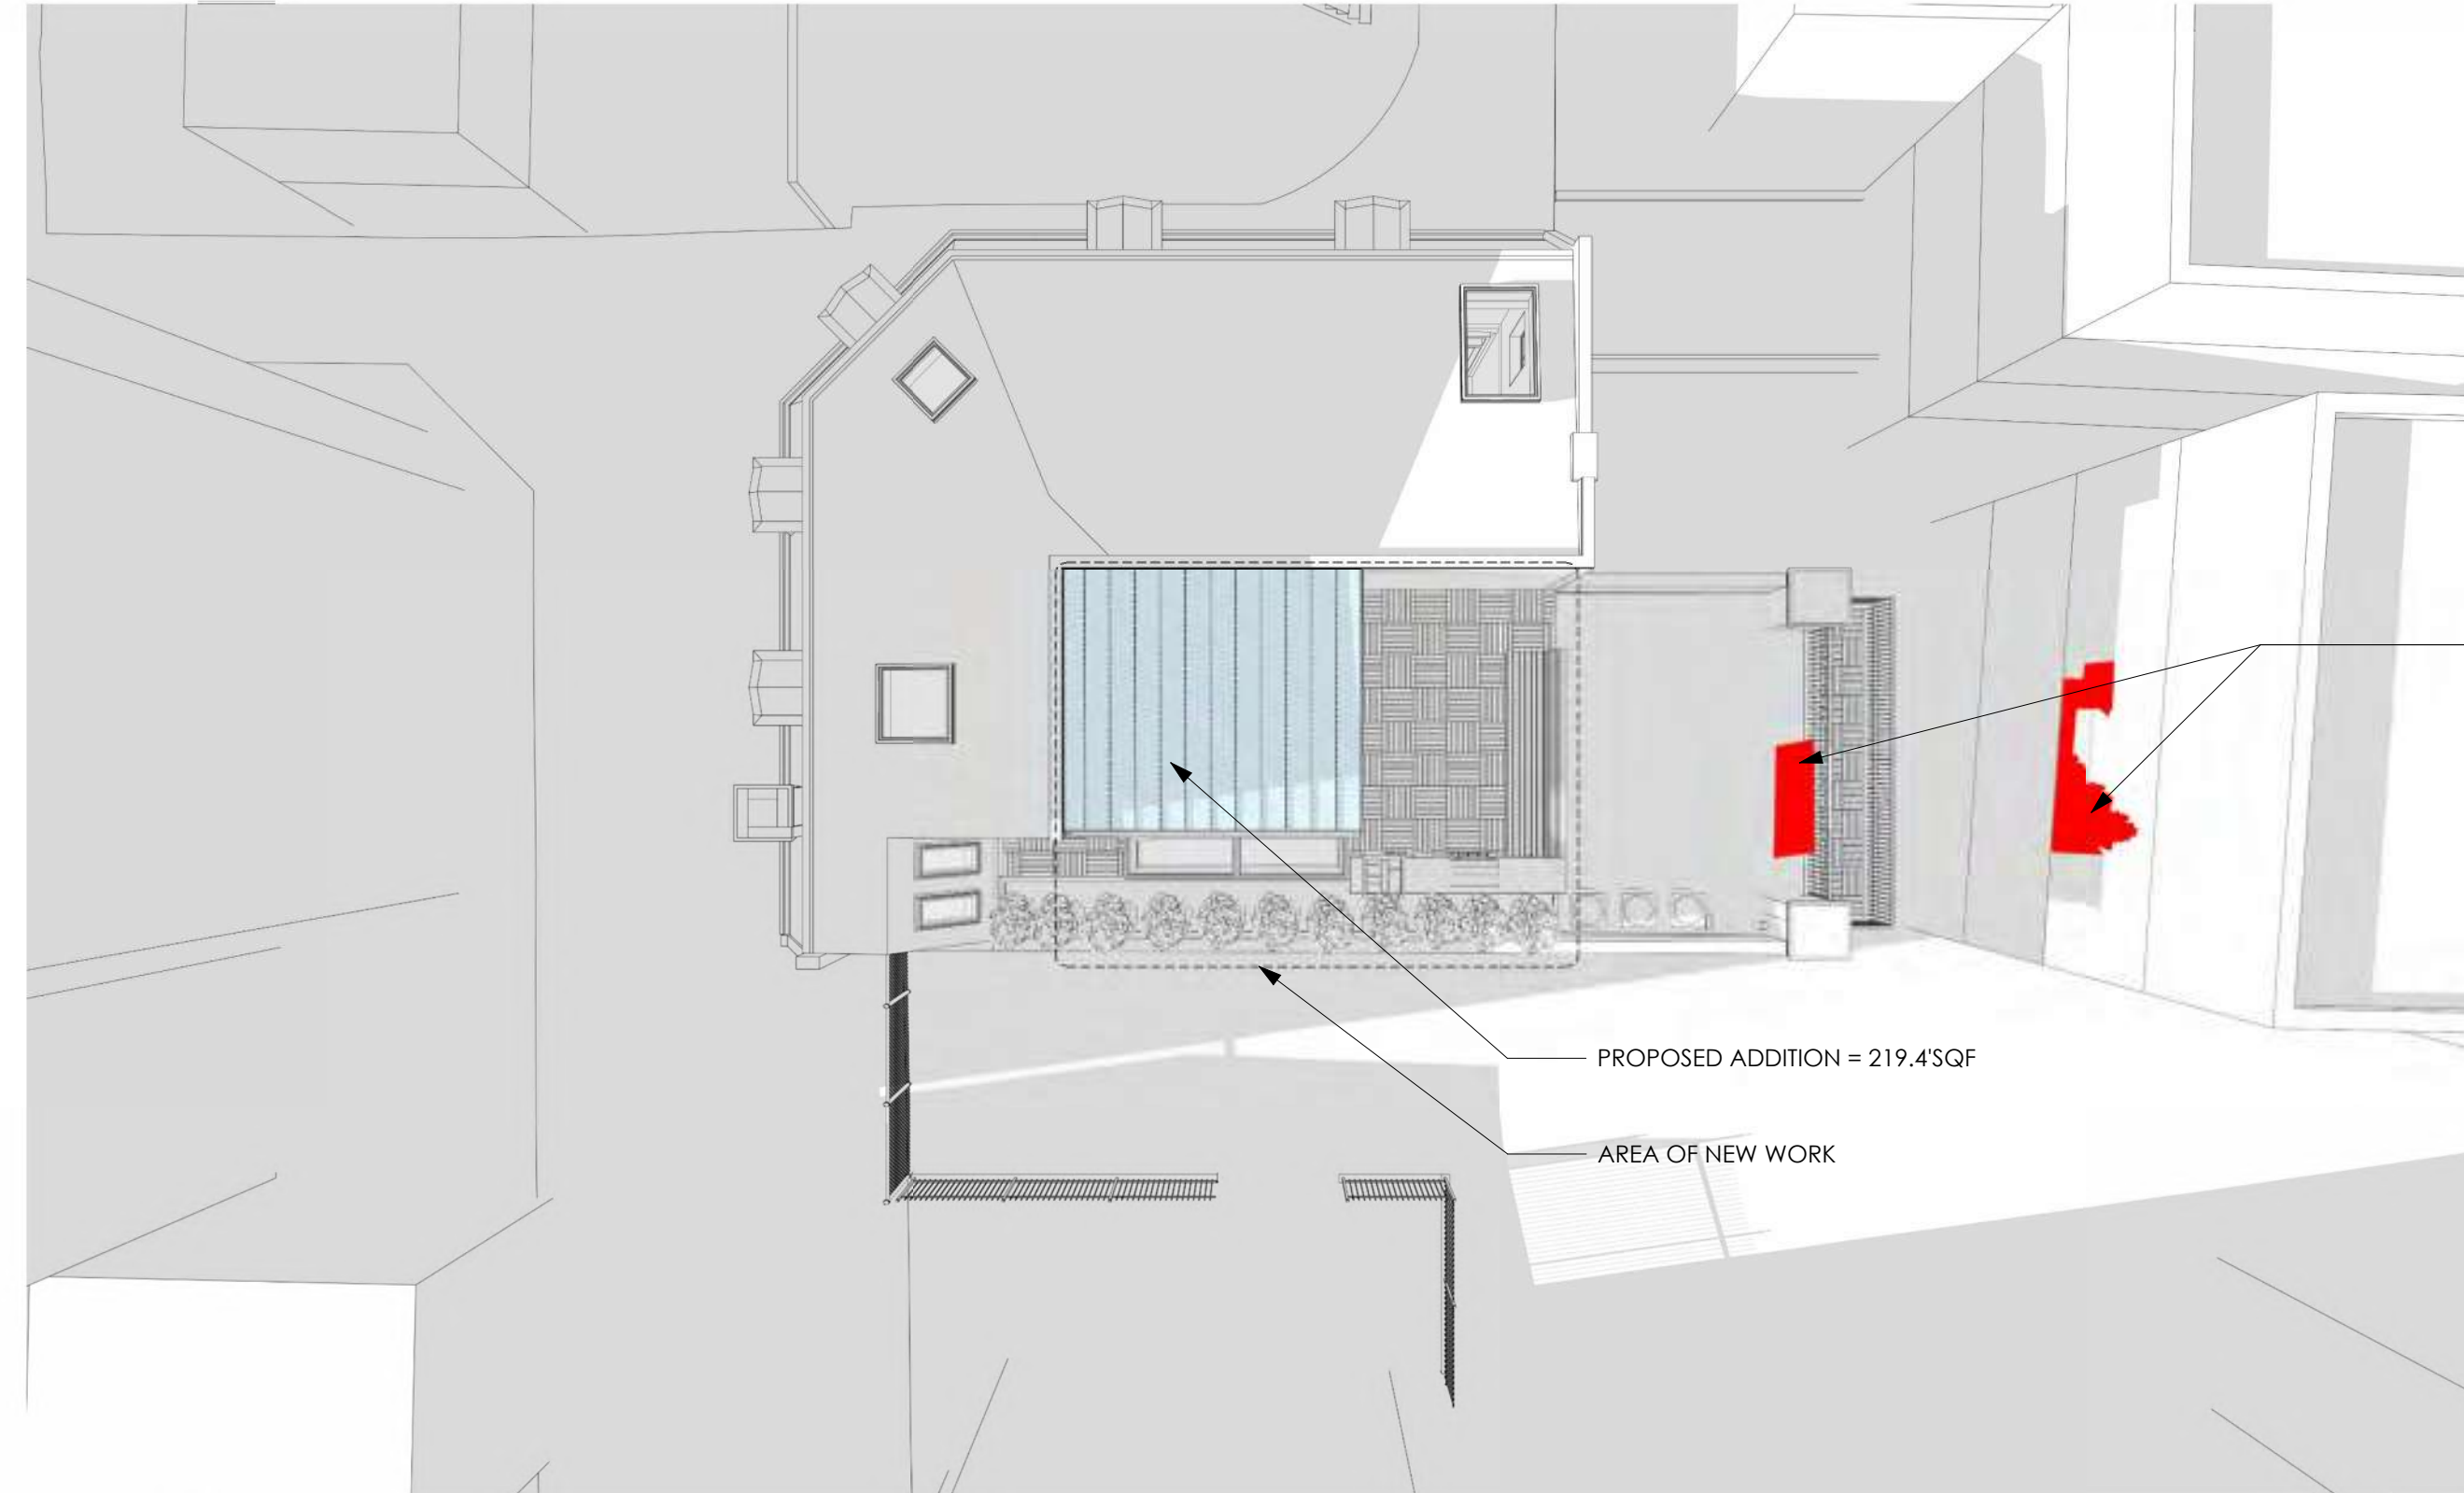 PROPOSED ADDITION = 219.4'SQF
AREA OF NEW WORK